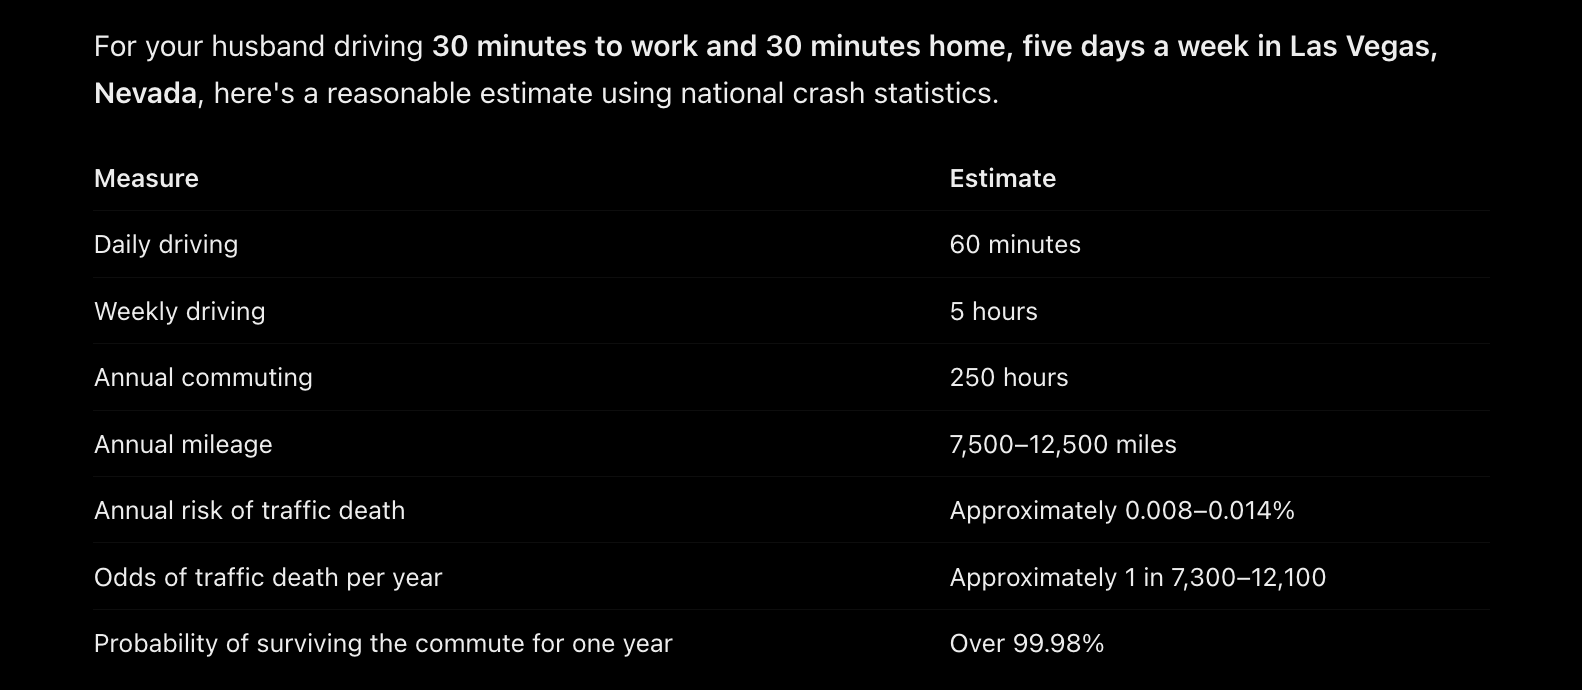 For your husband driving 30 minutes to work and 30 minutes home, five days a week in Las Vegas,
Nevada, here's a reasonable estimate using national crash statistics.
Measure Estimate
Daily driving 60 minutes
Weekly driving 5 hours
Annual commuting 250 hours
Annual mileage 7,500–12,500 miles
Annual risk of traffic death Approximately 0.008–0.014%
Odds of traffic death per year Approximately 1 in 7,300–12,100
Probability of surviving the commute for one year Over 99.98%